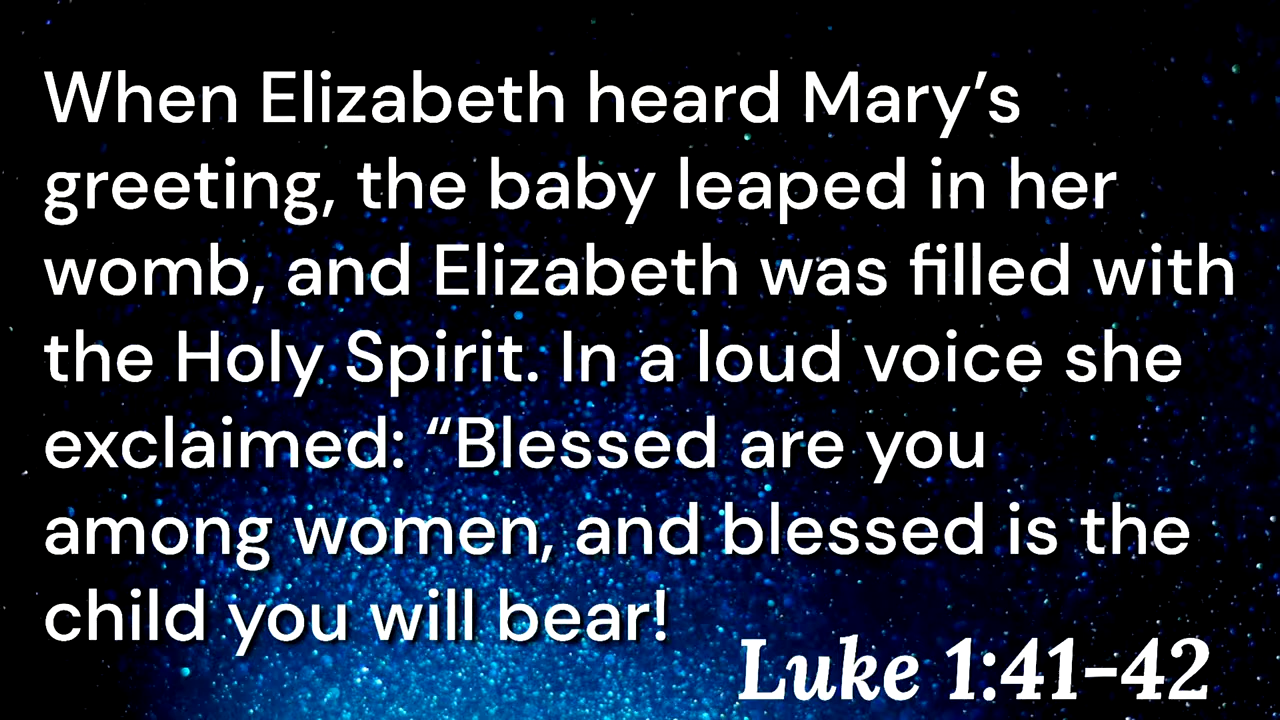 When Elizabeth heard Mary’s
greeting, the baby leaped in her
womb, and Elizabeth was filled with
the Holy Spirit. In a loud voice she
exclaimed: “Blessed are you
among women, and blessed is the
child you will bear!
Luke 1:41–42